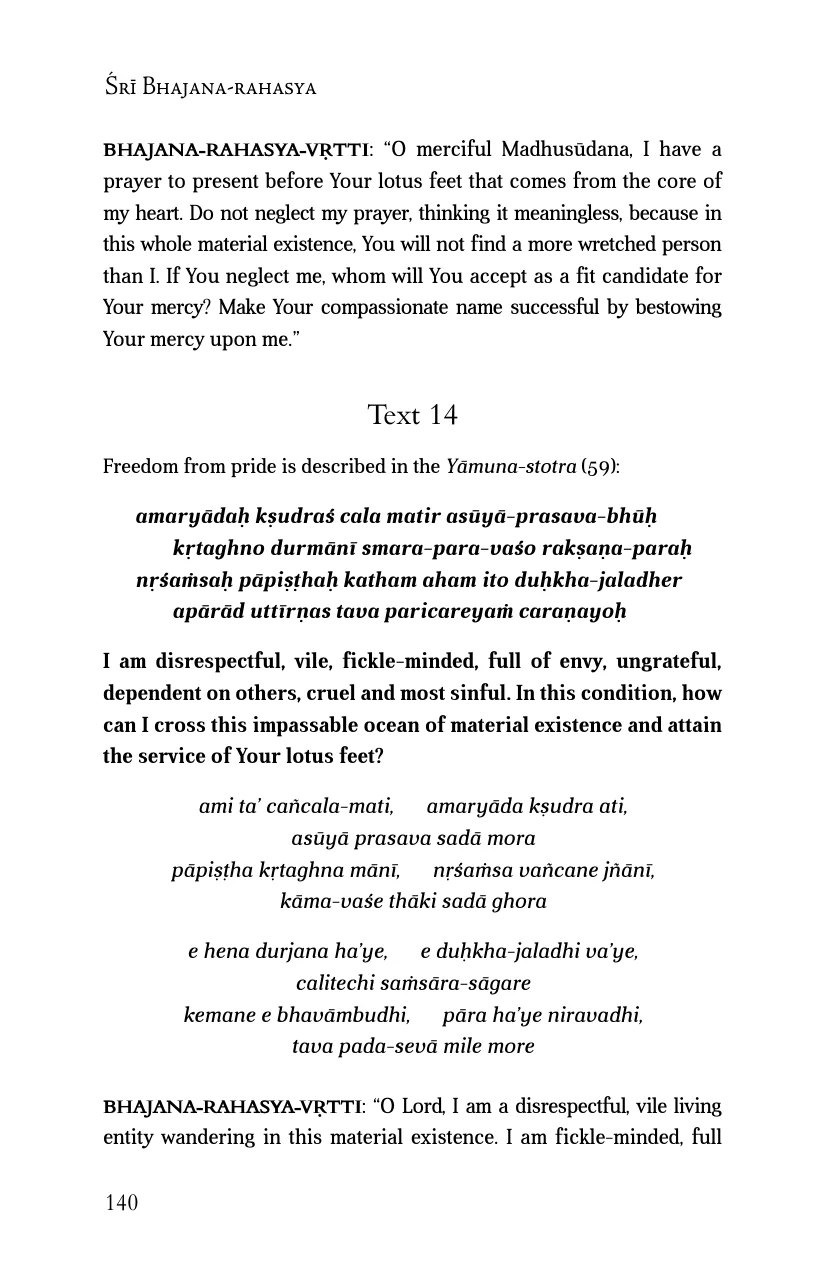 Śrī Bhajana-rahasya
BHAJANA-RAHASYA-VṚTTI: “O merciful Madhusūdana, I have a
prayer to present before Your lotus feet that comes from the core of
my heart. Do not neglect my prayer, thinking it meaningless, because in
this whole material existence, You will not find a more wretched person
than I. If You neglect me, whom will You accept as a fit candidate for
Your mercy? Make Your compassionate name successful by bestowing
Your mercy upon me.”
Text 14
Freedom from pride is described in the Yāmuna-stotra (59):
amaryādaḥ kṣudraś cala matir asūyā-prasava-bhūḥ
kṛtaghno durmānī smara-para-vaśo rakṣaṇa-paraḥ
nṛśaṁsaḥ pāpiṣṭhaḥ katham aham ito duḥkha-jaladher
apārād uttīrṇas tava paricareyaṁ caraṇayoḥ
I am disrespectful, vile, fickle-minded, full of envy, ungrateful,
dependent on others, cruel and most sinful. In this condition, how
can I cross this impassable ocean of material existence and attain
the service of Your lotus feet?
ami ta’ cañcala-mati, amaryāda kṣudra ati,
asūyā prasava sadā mora
pāpiṣṭha kṛtaghna mānī, nṛśaṁsa vañcane jñānī,
kāma-vaśe thāki sadā ghora
e hena durjana ha’ye, e duḥkha-jaladhi va’ye,
calitechi saṁsāra-sāgare
kemane e bhavāmbudhi, pāra ha’ye niravadhi,
tava pada-sevā mile more
BHAJANA-RAHASYA-VṚTTI: “O Lord, I am a disrespectful, vile living
entity wandering in this material existence. I am fickle-minded, full
140